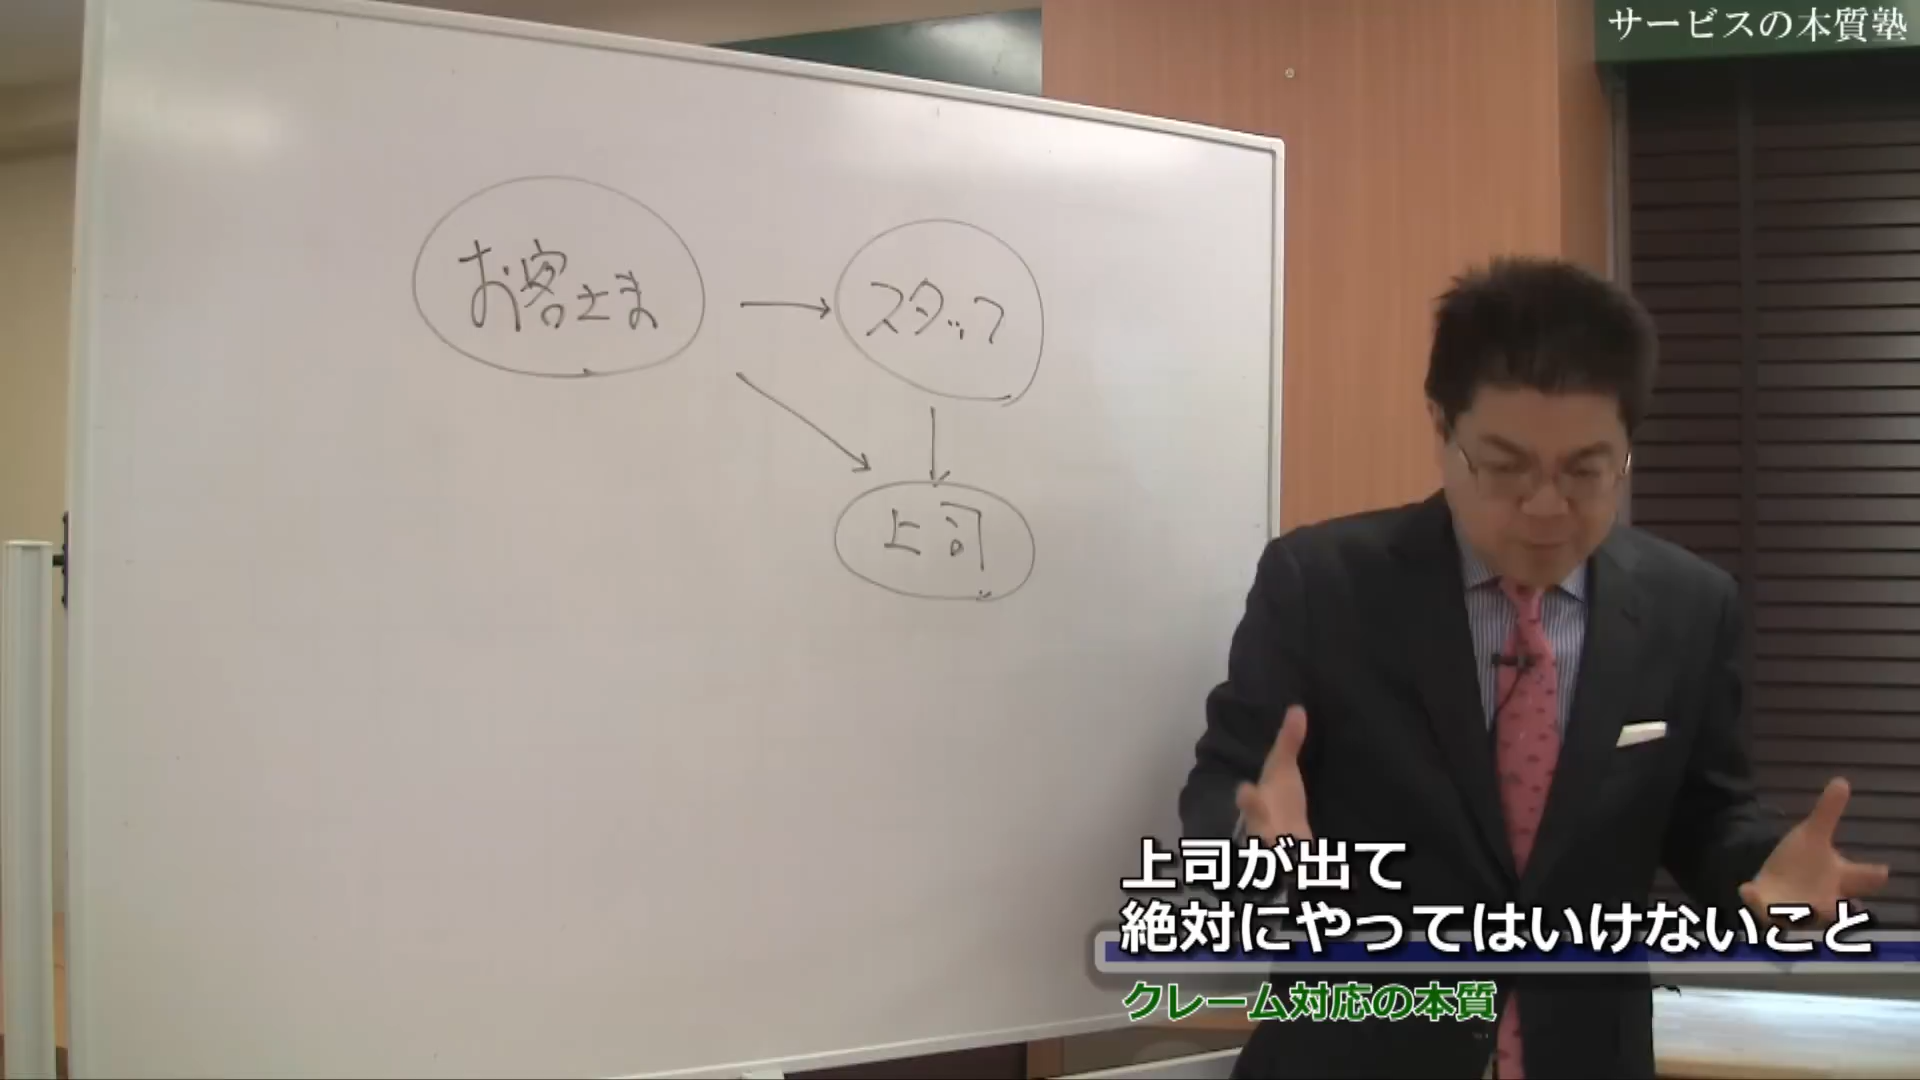 サービスの本質塾
お客さま
スタッフ
上司
上司が出て
絶対にやってはいけないこと
クレーム対応の本質